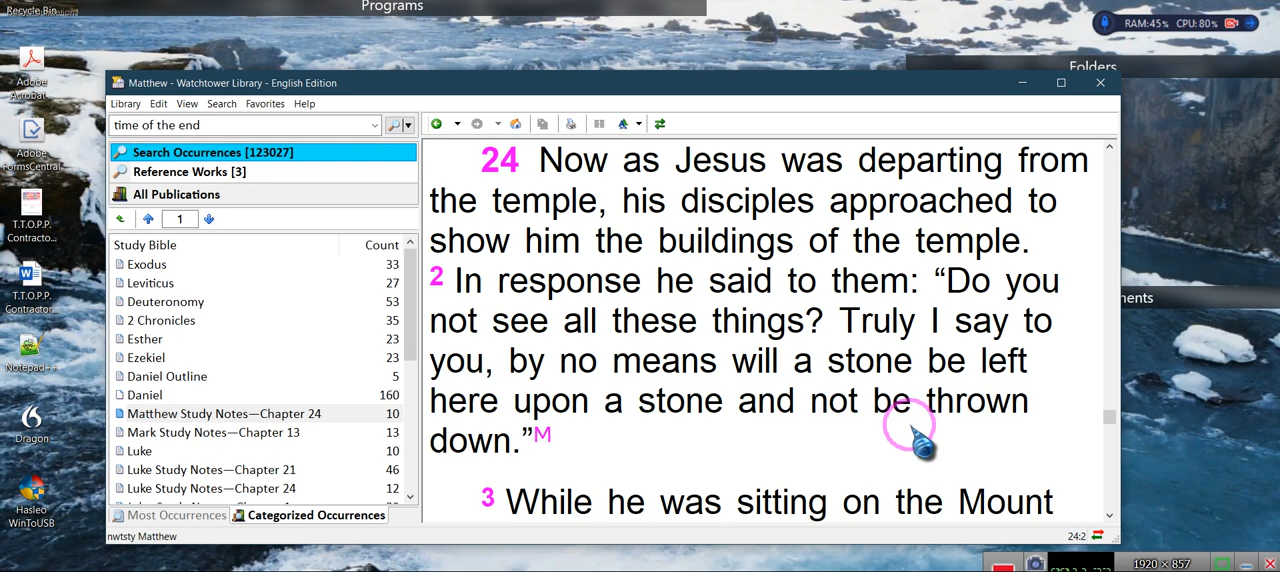 Recycle Bin
Programs
RAM:45% CPU:80%
Folders
Adobe
Acrobat
Adobe
FormsCentral
T.T.O.P.P.
Contracto...
T.T.O.P.P.
Contractor...
Notepad++
Dragon
Hasleo
WinToUSB
Matthew - Watchtower Library - English Edition
Library Edit View Search Favorites Help
time of the end
Search Occurrences [123027]
Reference Works [3]
All Publications
1
Study Bible Count
Exodus 33
Leviticus 27
Deuteronomy 53
2 Chronicles 35
Esther 23
Ezekiel 23
Daniel Outline 5
Daniel 160
Matthew Study Notes—Chapter 24 10
Mark Study Notes—Chapter 13 13
Luke 10
Luke Study Notes—Chapter 21 46
Luke Study Notes—Chapter 24 12
Most Occurrences Categorized Occurrences
nwtsty Matthew
24 Now as Jesus was departing from
the temple, his disciples approached to
show him the buildings of the temple.
2 In response he said to them: “Do you
not see all these things? Truly I say to
you, by no means will a stone be left
here upon a stone and not be thrown
down.”M
3 While he was sitting on the Mount
24:2
ments
1920 × 857